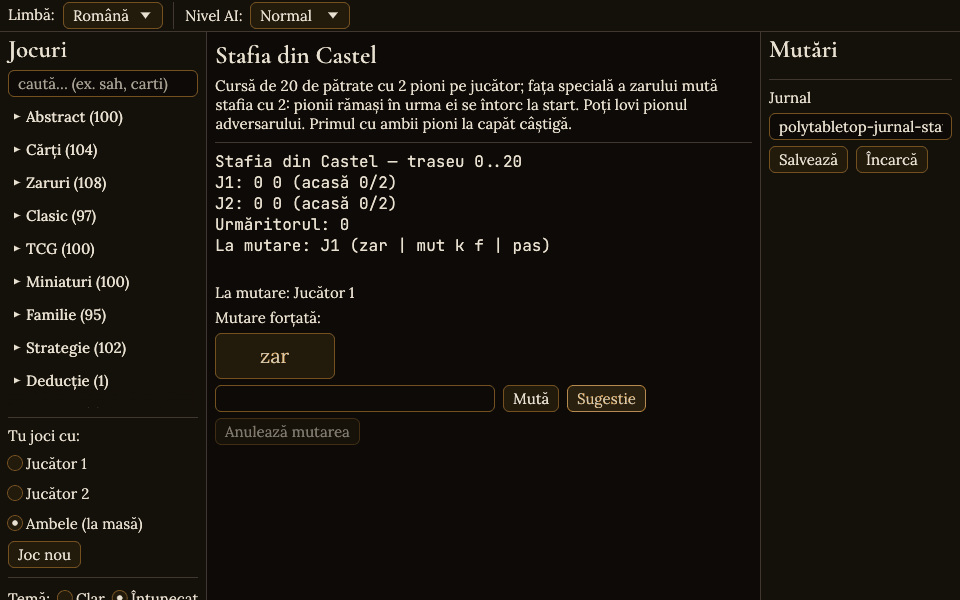 Limbă: Română ▼ Nivel AI: Normal ▼
Jocuri
caută... (ex. sah, carti)
▸ Abstract (100)
▸ Cărți (104)
▸ Zaruri (108)
▸ Clasic (97)
▸ TCG (100)
▸ Miniaturi (100)
▸ Familie (95)
▸ Strategie (102)
▸ Deducție (1)
Tu joci cu:
Jucător 1
Jucător 2
Ambele (la masă)
Joc nou
Temă: Clar Întunecat
Stafia din Castel
Cursă de 20 de pătrate cu 2 pioni pe jucător; fața specială a zarului mută
stafia cu 2: pionii rămași în urma ei se întorc la start. Poți lovi pionul
adversarului. Primul cu ambii pioni la capăt câștigă.
Stafia din Castel — traseu 0..20
J1: 0 0 (acasă 0/2)
J2: 0 0 (acasă 0/2)
Următorul: 0
La mutare: J1 (zar | mut k f | pas)
La mutare: Jucător 1
Mutare forțată:
zar
Mută Sugestie
Anulează mutarea
Mutări
Jurnal
polytabletop-jurnal-sta
Salvează Încarcă